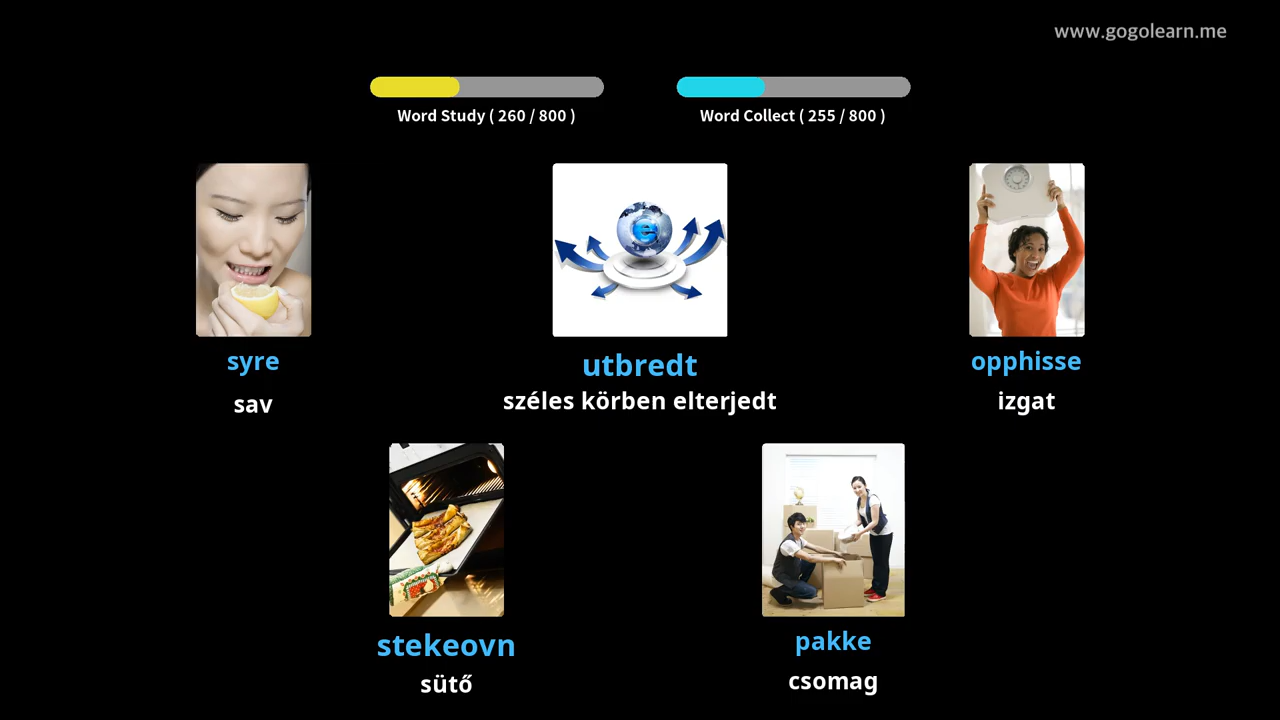 www.gogolearn.me
Word Study ( 260 / 800 )
Word Collect ( 255 / 800 )
e
syre
sav
utbredt
széles körben elterjedt
opphisse
izgat
stekeovn
sütő
pakke
csomag